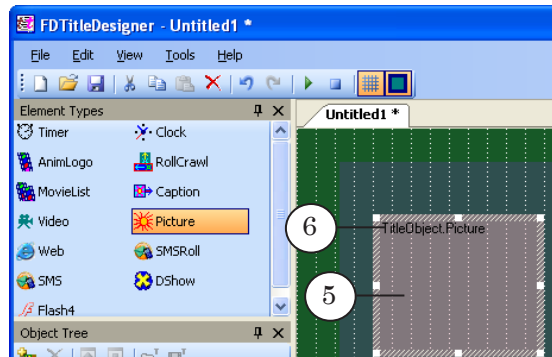 FDTitleDesigner - Untitled1 *
File Edit View Tools Help
Element Types
Untitled1 *
Timer Clock
AnimLogo RollCrawl
MovieList Caption
Video Picture
Web SMSRoll
SMS DShow
Flash4
Object Tree
6
TitleObject.Picture
5